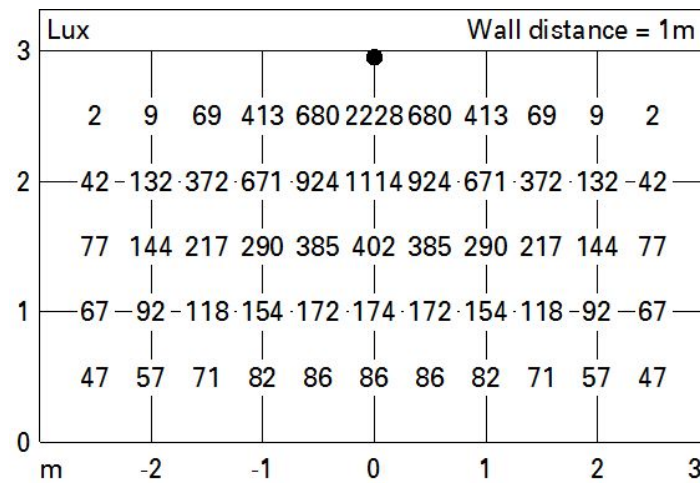 Lux Wall distance = 1m
3
2 9 69 413 680 2228 680 413 69 9 2
2 42 132 372 671 924 1114 924 671 372 132 42
77 144 217 290 385 402 385 290 217 144 77
1 67 92 118 154 172 174 172 154 118 92 67
47 57 71 82 86 86 86 82 71 57 47
0
m -2 -1 0 1 2 3